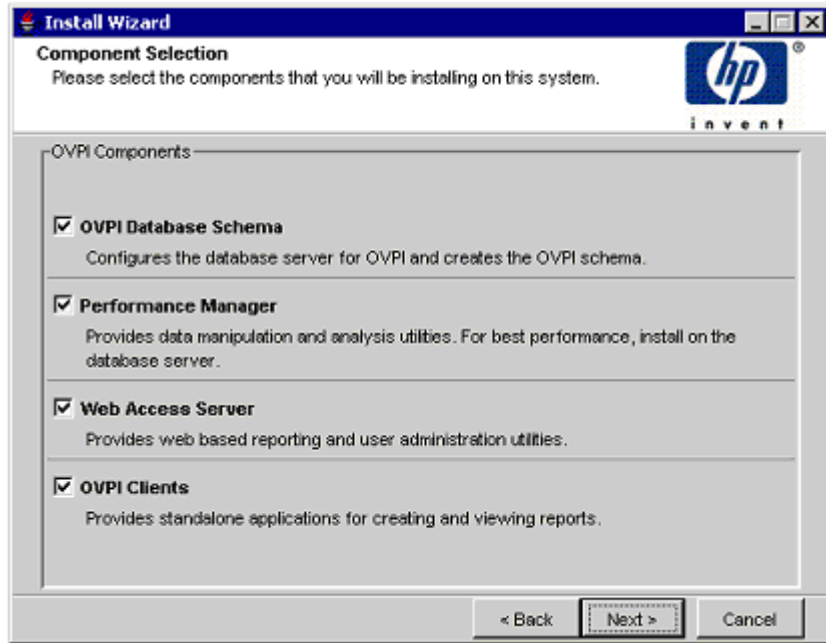 Install Wizard
Component Selection
Please select the components that you will be installing on this system.
hp
®
invent
OVPI Components
OVPI Database Schema
Configures the database server for OVPI and creates the OVPI schema.
Performance Manager
Provides data manipulation and analysis utilities. For best performance, install on the
database server.
Web Access Server
Provides web based reporting and user administration utilities.
OVPI Clients
Provides standalone applications for creating and viewing reports.
< Back
Next >
Cancel